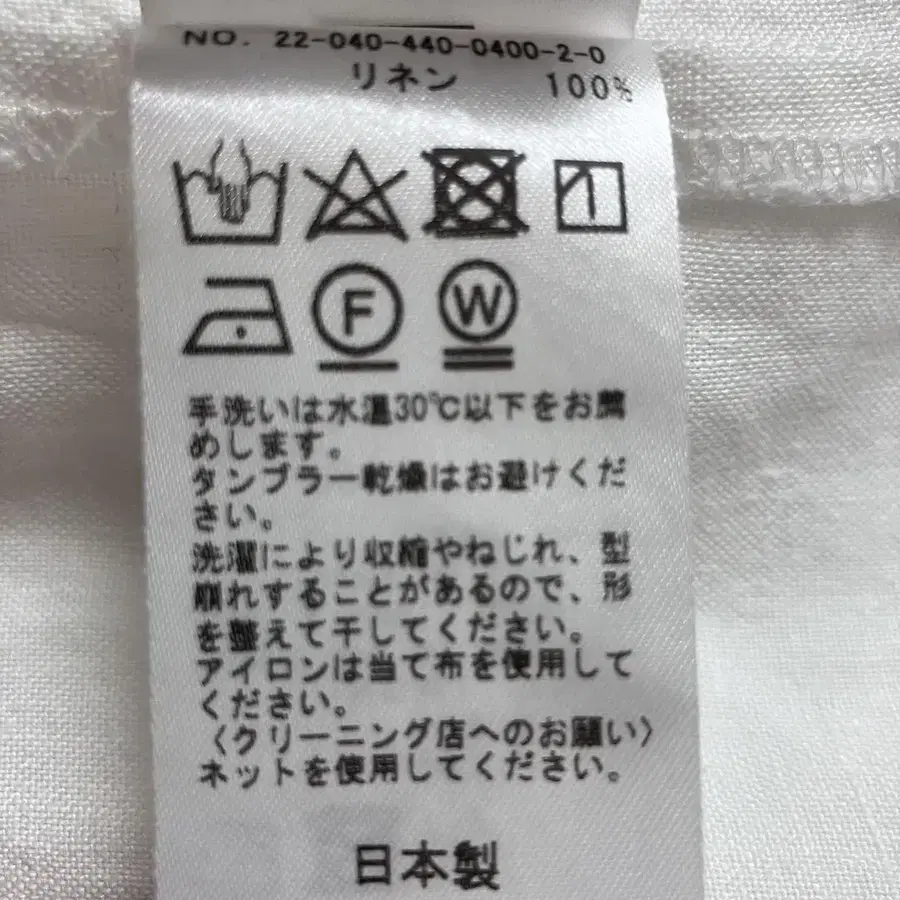 NO. 22-040-440-0400-2-0
リネン 100%
F W
手洗いは水温30℃以下をお薦
めします。
タンブラー乾燥はお避けくだ
さい。
洗濯により収縮やねじれ、型
崩れすることがあるので、形
を整えて干してください。
アイロンは当て布を使用して
ください。
〈クリーニング店へのお願い〉
ネットを使用してください。
日本製